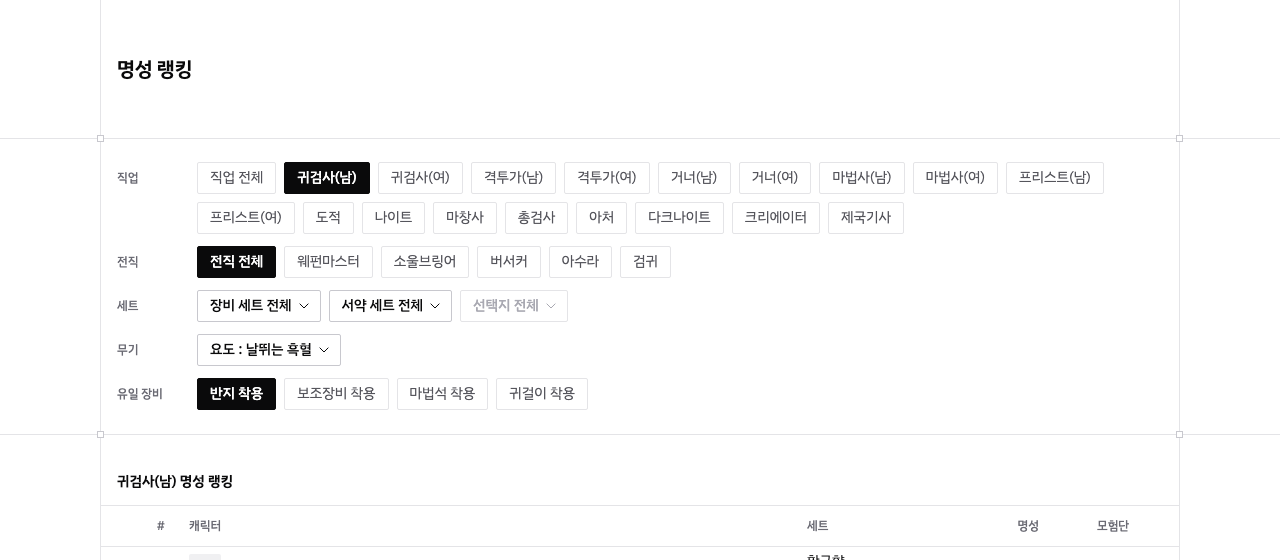 명성 랭킹
직업 직업 전체 귀검사(남) 귀검사(여) 격투가(남) 격투가(여) 거너(남) 거너(여) 마법사(남) 마법사(여) 프리스트(남)
프리스트(여) 도적 나이트 마창사 총검사 아처 다크나이트 크리에이터 제국기사
전직 전직 전체 웨펀마스터 소울브링어 버서커 아수라 검귀
세트 장비 세트 전체 서약 세트 전체 선택지 전체
무기 요도 : 날뛰는 흑혈
유일 장비 반지 착용 보조장비 착용 마법석 착용 귀걸이 착용
귀검사(남) 명성 랭킹
# 캐릭터 세트 명성 모험단